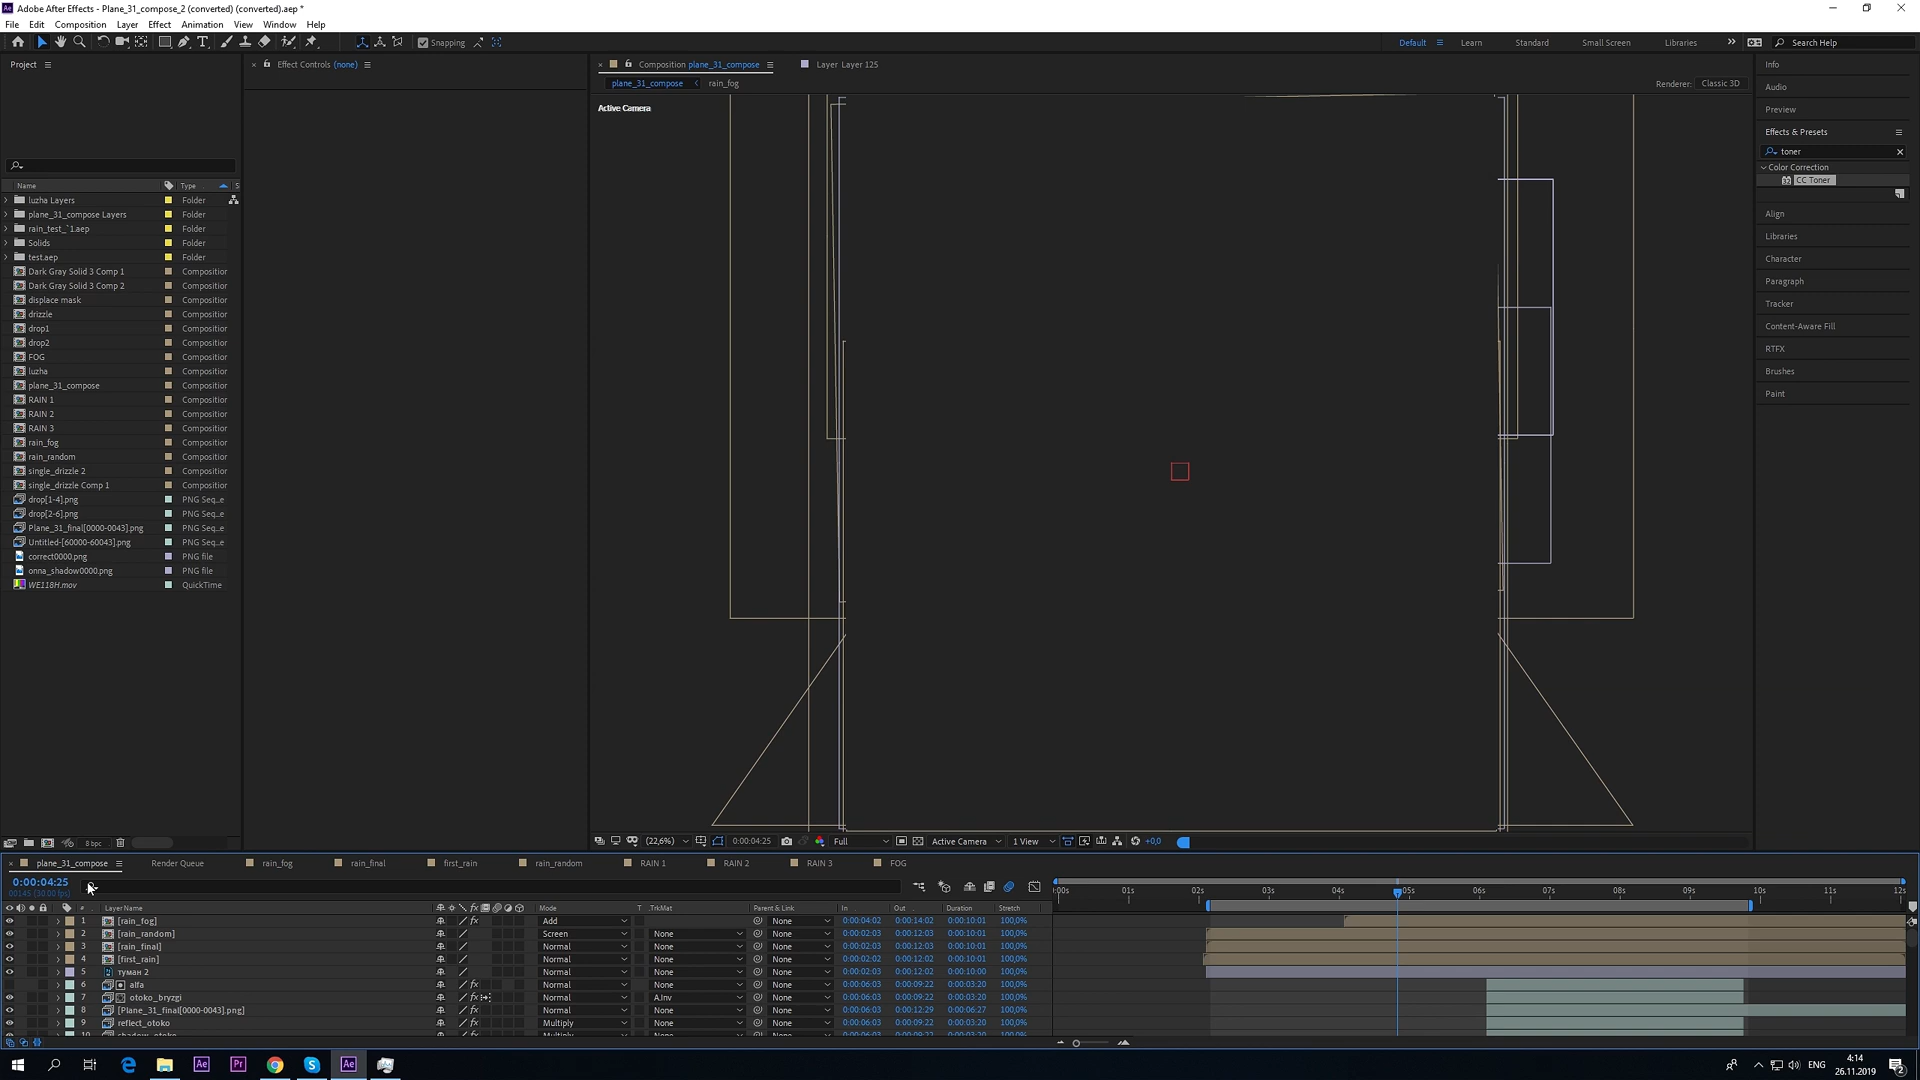 Adobe After Effects - Plane_31_compose_2 (converted) (converted).aep *
File Edit Composition Layer Effect Animation View Window Help
Snapping Default Learn Standard Small Screen Libraries Search Help
Project
Effect Controls (none)
Composition plane_31_compose
Layer Layer 125
plane_31_compose rain_fog
Renderer: Classic 3D
Active Camera
Name Type S
luzha Layers Folder
plane_31_compose Layers Folder
rain_test_`1.aep Folder
Solids Folder
test.aep Folder
Dark Gray Solid 3 Comp 1 Composition
Dark Gray Solid 3 Comp 2 Composition
displace mask Composition
drizzle Composition
drop1 Composition
drop2 Composition
FOG Composition
luzha Composition
plane_31_compose Composition
RAIN 1 Composition
RAIN 2 Composition
RAIN 3 Composition
rain_fog Composition
rain_random Composition
single_drizzle 2 Composition
single_drizzle Comp 1 Composition
drop[1-4].png PNG Seq...e
drop[2-6].png PNG Seq...e
Plane_31_final[0000-0043].png PNG Seq...e
Untitled-[60000-60043].png PNG Seq...e
correct0000.png PNG file
onna_shadow0000.png PNG file
WE118H.mov QuickTime
8 bpc
Info
Audio
Preview
Effects & Presets
toner
Color Correction
CC Toner
Align
Libraries
Character
Paragraph
Tracker
Content-Aware Fill
RTFX
Brushes
Paint
(22,6%) 0:00:04:25 Full Active Camera 1 View +0,0
plane_31_compose Render Queue rain_fog rain_final first_rain rain_random RAIN 1 RAIN 2 RAIN 3 FOG
0:00:04:25
00145 (30.00 fps)
:00s 01s 02s 03s 04s 05s 06s 07s 08s 09s 10s 11s 12s
# Layer Name Mode T .TrkMat Parent & Link In Out Duration Stretch
1 [rain_fog] Add None 0:00:04:02 0:00:14:02 0:00:10:01 100,0%
2 [rain_random] Screen None None 0:00:02:03 0:00:12:03 0:00:10:01 100,0%
3 [rain_final] Normal None None 0:00:02:03 0:00:12:03 0:00:10:01 100,0%
4 [first_rain] Normal None None 0:00:02:02 0:00:12:02 0:00:10:01 100,0%
5 туман 2 Normal None None 0:00:02:03 0:00:12:02 0:00:10:00 100,0%
6 alfa Normal None None 0:00:06:03 0:00:09:22 0:00:03:20 100,0%
7 otoko_bryzgi Normal A.Inv None 0:00:06:03 0:00:09:22 0:00:03:20 100,0%
8 [Plane_31_final[0000-0043].png] Normal None None 0:00:06:03 0:00:12:29 0:00:06:27 100,0%
9 reflect_otoko Multiply None None 0:00:06:03 0:00:09:22 0:00:03:20 100,0%
ENG
4:14
26.11.2019